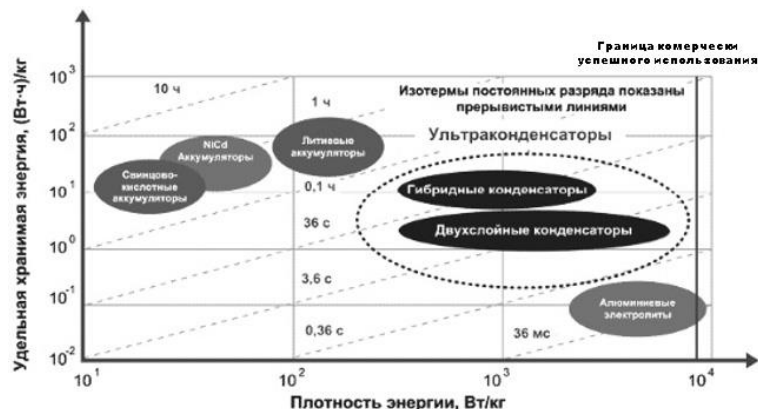 Граница комерчески
успешного использования
Удельная хранимая энергия, (Вт·ч)/кг
10³
10²
10¹
10⁰
10⁻¹
10⁻²
10 ч
1 ч
0,1 ч
36 с
3,6 с
0,36 с
36 мс
Изотермы постоянных разряда показаны
прерывистыми линиями
Ультраконденсаторы
NiCd
Аккумуляторы
Литиевые
аккумуляторы
Свинцово-
кислотные
аккумуляторы
Гибридные конденсаторы
Двухслойные конденсаторы
Алюминиевые
электролиты
10¹
10²
10³
10⁴
Плотность энергии, Вт/кг